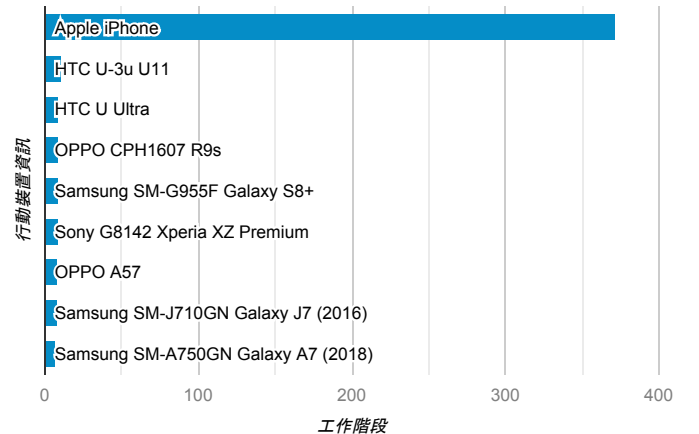 Apple iPhone
HTC U-3u U11
HTC U Ultra
OPPO CPH1607 R9s
Samsung SM-G955F Galaxy S8+
Sony G8142 Xperia XZ Premium
OPPO A57
Samsung SM-J710GN Galaxy J7 (2016)
Samsung SM-A750GN Galaxy A7 (2018)
行動裝置資訊
0 100 200 300 400
工作階段